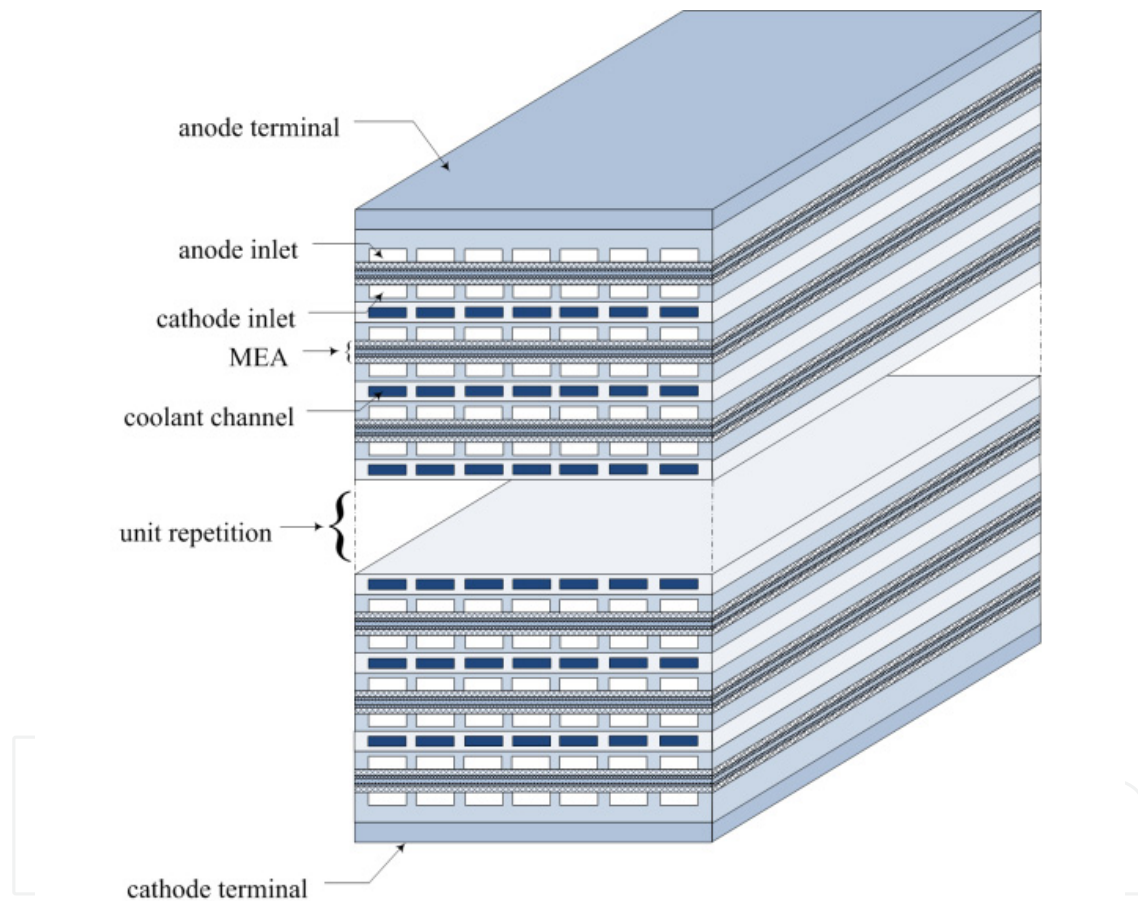 anode terminal
anode inlet
cathode inlet
MEA
coolant channel
unit repetition
cathode terminal